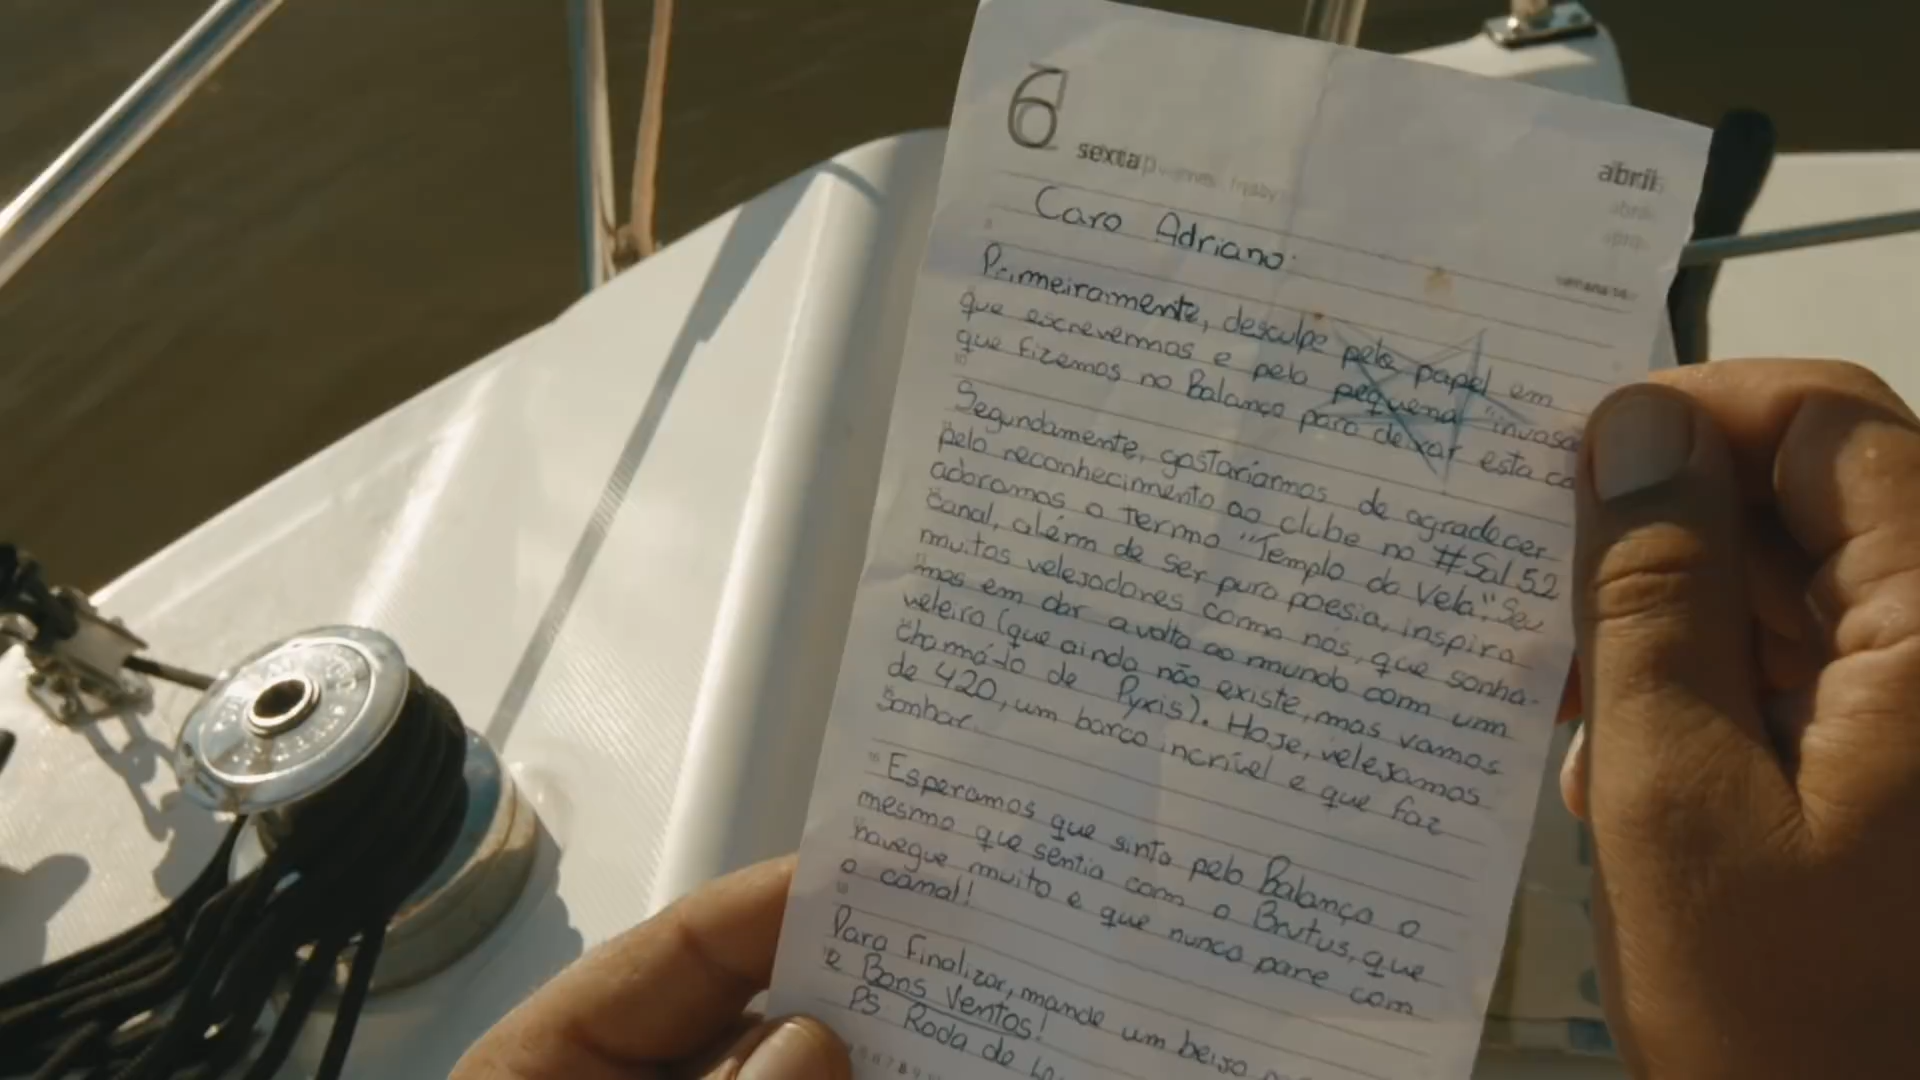 6
sexta
abril
Caro Adriano:
Primeiramente, desculpe pelo papel em
que escrevemos e pela pequena "invasã
que fizemos no Balanço para deixar esta ca
Segundamente, gostaríamos de agradecer
pelo reconhecimento ao clube no #Sal 52
adoramos o termo "Templo da Vela". Seu
canal, além de ser pura poesia, inspira
muitos velejadores como nós, que sonha-
mos em dar a volta ao mundo com um
veleiro (que ainda não existe, mas vamos
chamá-lo de Pyxis). Hoje, velejamos
de 420, um barco incrível e que faz
sonhar.
Esperamos que sinta pelo Balanço o
mesmo que sentia com o Brutus, que
navegue muito e que nunca pare com
o canal!
Para finalizar, mande um beijo
e Bons Ventos!
PS Roda de